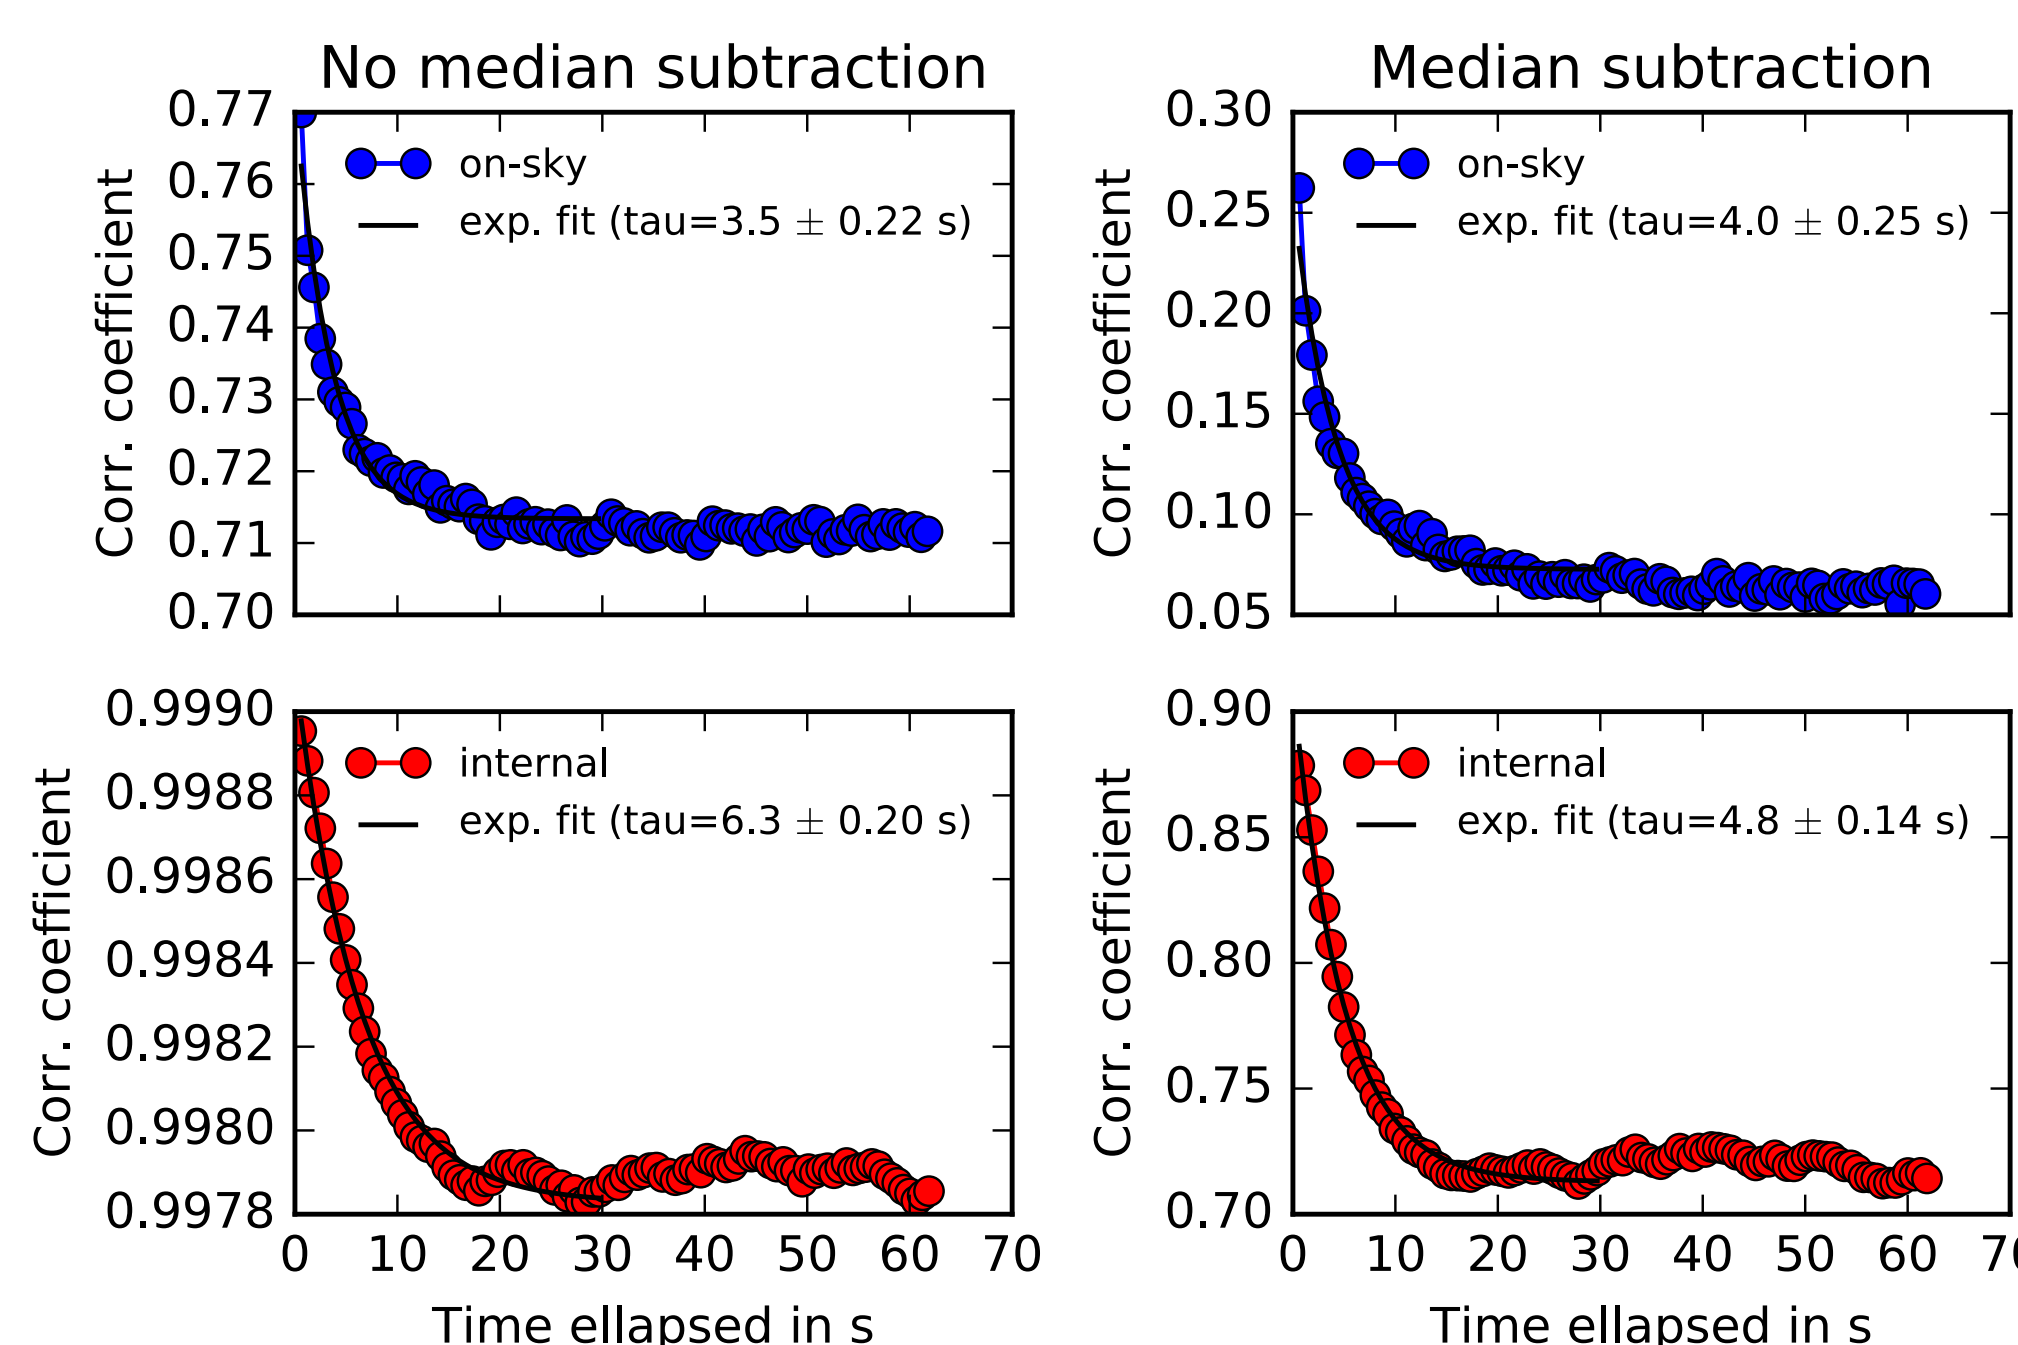 No median subtraction
Median subtraction
0.77
0.76
0.75
0.74
0.73
0.72
0.71
0.70
Corr. coefficient
on-sky
exp. fit (tau=3.5 ± 0.22 s)
0.30
0.25
0.20
0.15
0.10
0.05
Corr. coefficient
on-sky
exp. fit (tau=4.0 ± 0.25 s)
0.9990
0.9988
0.9986
0.9984
0.9982
0.9980
0.9978
Corr. coefficient
internal
exp. fit (tau=6.3 ± 0.20 s)
0 10 20 30 40 50 60 70
Time ellapsed in s
0.90
0.85
0.80
0.75
0.70
Corr. coefficient
internal
exp. fit (tau=4.8 ± 0.14 s)
0 10 20 30 40 50 60 70
Time ellapsed in s